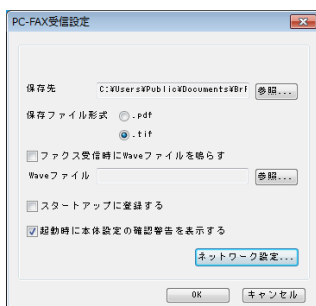 PC-FAX受信設定
保存先 C:¥Users¥Public¥Documents¥Brf 参照...
保存ファイル形式 .pdf
.tif
ファクス受信時にWaveファイルを鳴らす
Waveファイル 参照...
スタートアップに登録する
起動時に本体設定の確認警告を表示する
ネットワーク設定...
OK キャンセル